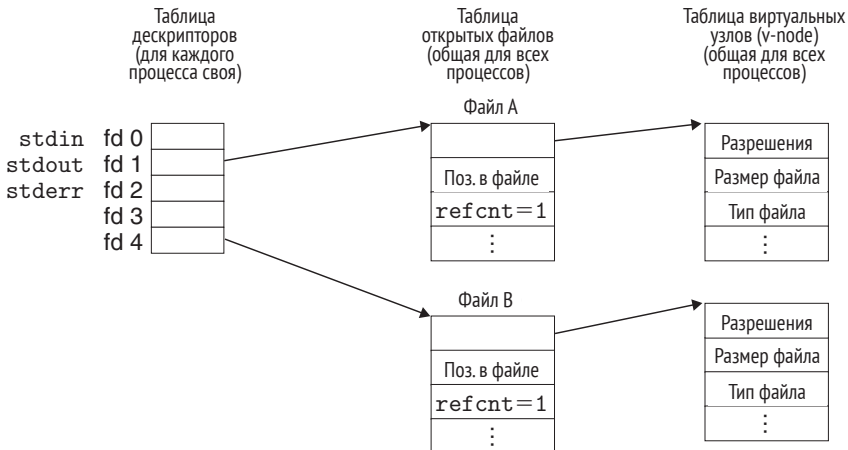 Таблица
дескрипторов
(для каждого
процесса своя)
Таблица
открытых файлов
(общая для всех
процессов)
Таблица виртуальных
узлов (v-node)
(общая для всех
процессов)
stdin fd 0
stdout fd 1
stderr fd 2
fd 3
fd 4
Файл A
Поз. в файле
refcnt=1
⋮
Разрешения
Размер файла
Тип файла
⋮
Файл B
Поз. в файле
refcnt=1
⋮
Разрешения
Размер файла
Тип файла
⋮